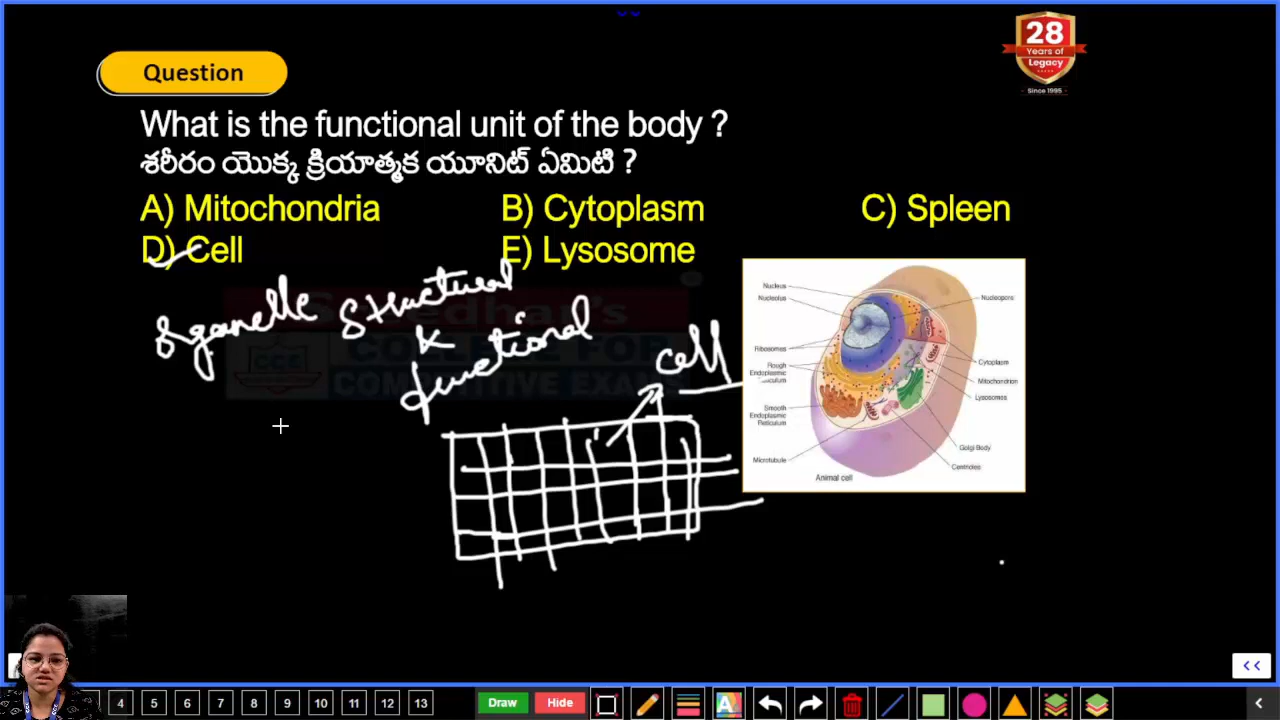 28
Years of
Legacy
Since 1995
Question
What is the functional unit of the body ?
శరీరం యొక్క క్రియాత్మక యూనిట్ ఏమిటి ?
A) Mitochondria B) Cytoplasm C) Spleen
D) Cell E) Lysosome
Organelle Structural
&
functional
cell
Nucleus
Nucleolus
Ribosomes
Rough
Endoplasmic
Smooth
Endoplasmic
Reticulum
Microtubule
Nucleopore
Cytoplasm
Mitochondrion
Lysosomes
Golgi Body
Centrioles
Animal cell
<<
4 5 6 7 8 9 10 11 12 13 Draw Hide